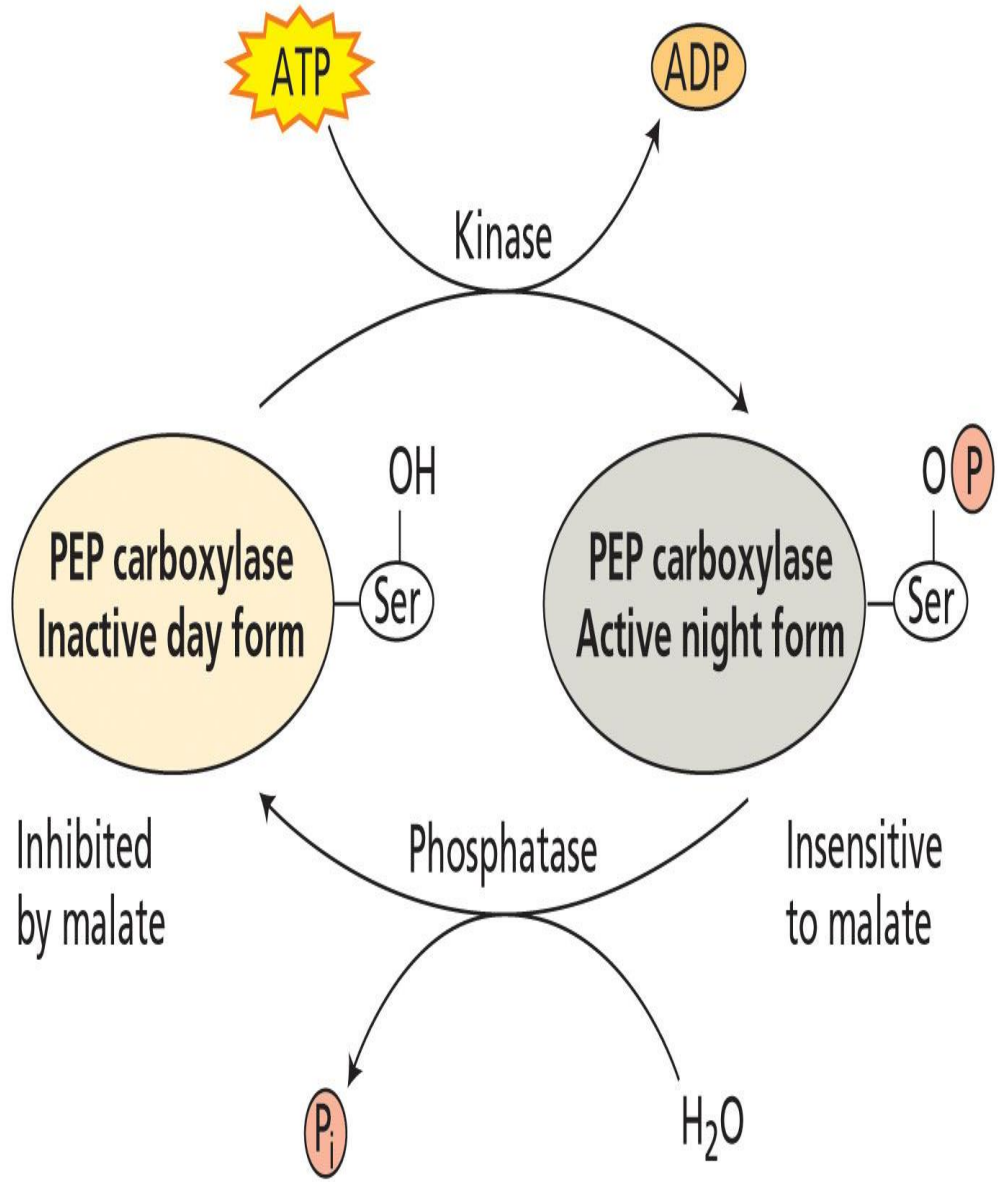 ATP
ADP
Kinase
OH
O P
PEP carboxylase
Inactive day form
Ser
PEP carboxylase
Active night form
Ser
Inhibited
by malate
Phosphatase
Insensitive
to malate
Pi
H₂O